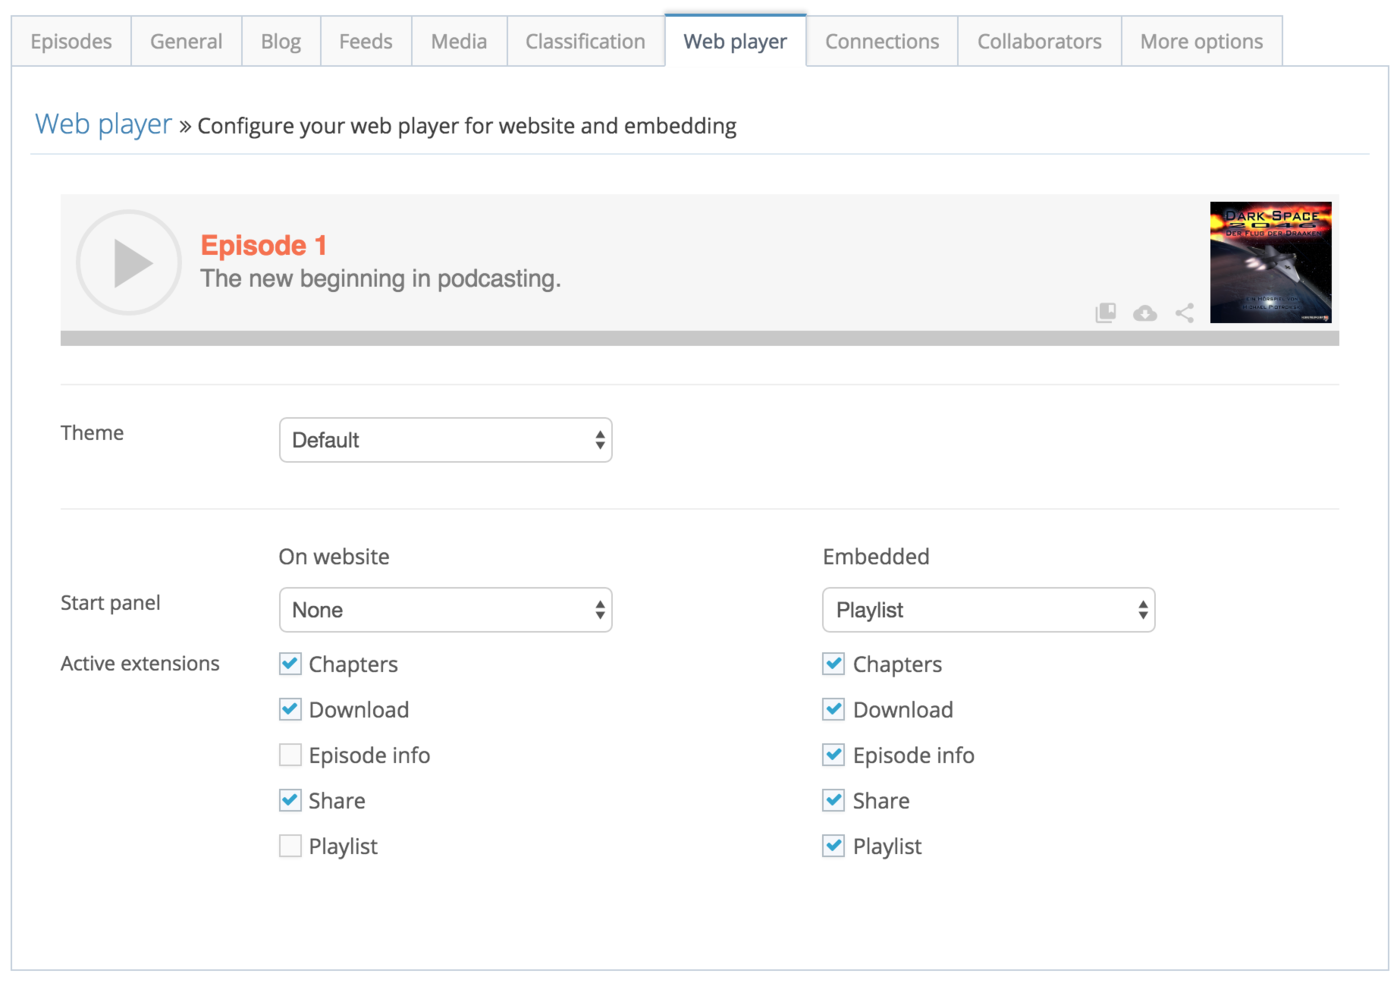 Episodes General Blog Feeds Media Classification Web player Connections Collaborators More options
Web player » Configure your web player for website and embedding
Episode 1
The new beginning in podcasting.
DARK SPACE
2046
DER FLUG DER DRAAKEN
Theme
Default
On website Embedded
Start panel
None Playlist
Active extensions
Chapters Chapters
Download Download
Episode info Episode info
Share Share
Playlist Playlist